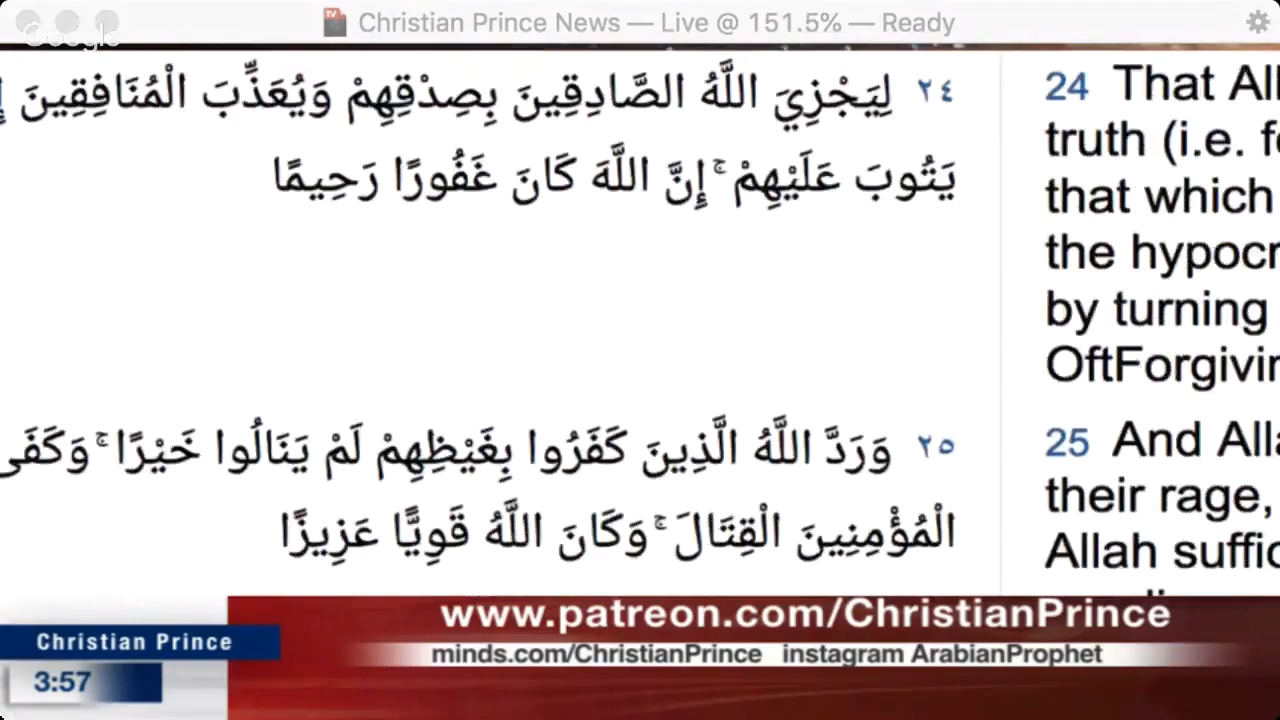 Christian Prince News — Live @ 151.5% — Ready
Google
٢٤ لِيَجْزِيَ اللَّهُ الصَّادِقِينَ بِصِدْقِهِمْ وَيُعَذِّبَ الْمُنَافِقِينَ
يَتُوبَ عَلَيْهِمْ ۚ إِنَّ اللَّهَ كَانَ غَفُورًا رَحِيمًا
24 That All
truth (i.e. f
that which
the hypocr
by turning
OftForgivin
٢٥ وَرَدَّ اللَّهُ الَّذِينَ كَفَرُوا بِغَيْظِهِمْ لَمْ يَنَالُوا خَيْرًا ۚ وَكَفَى
الْمُؤْمِنِينَ الْقِتَالَ ۚ وَكَانَ اللَّهُ قَوِيًّا عَزِيزًا
25 And Alla
their rage,
Allah suffic
www.patreon.com/ChristianPrince
Christian Prince
minds.com/ChristianPrince instagram ArabianProphet
3:57